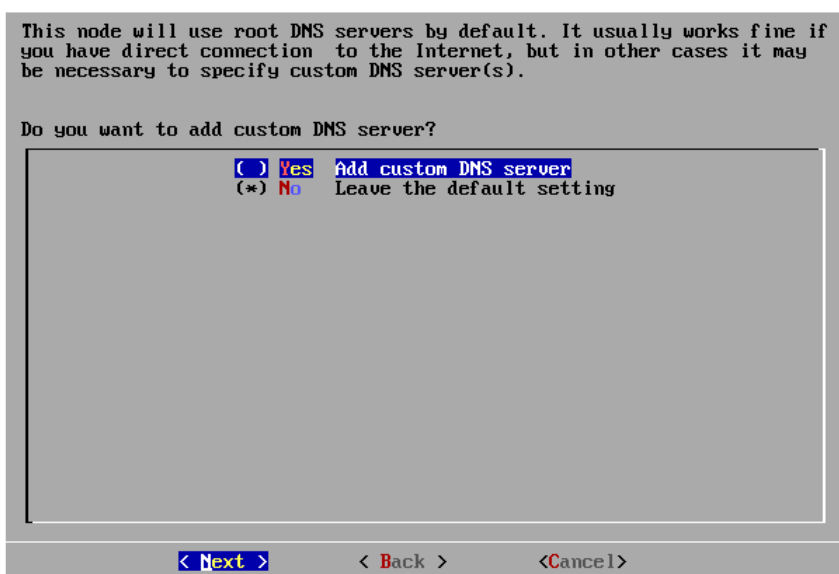 This node will use root DNS servers by default. It usually works fine if
you have direct connection  to the Internet, but in other cases it may
be necessary to specify custom DNS server(s).
Do you want to add custom DNS server?
( ) Yes  Add custom DNS server
(*) No  Leave the default setting
< Next >  < Back >  <Cancel>